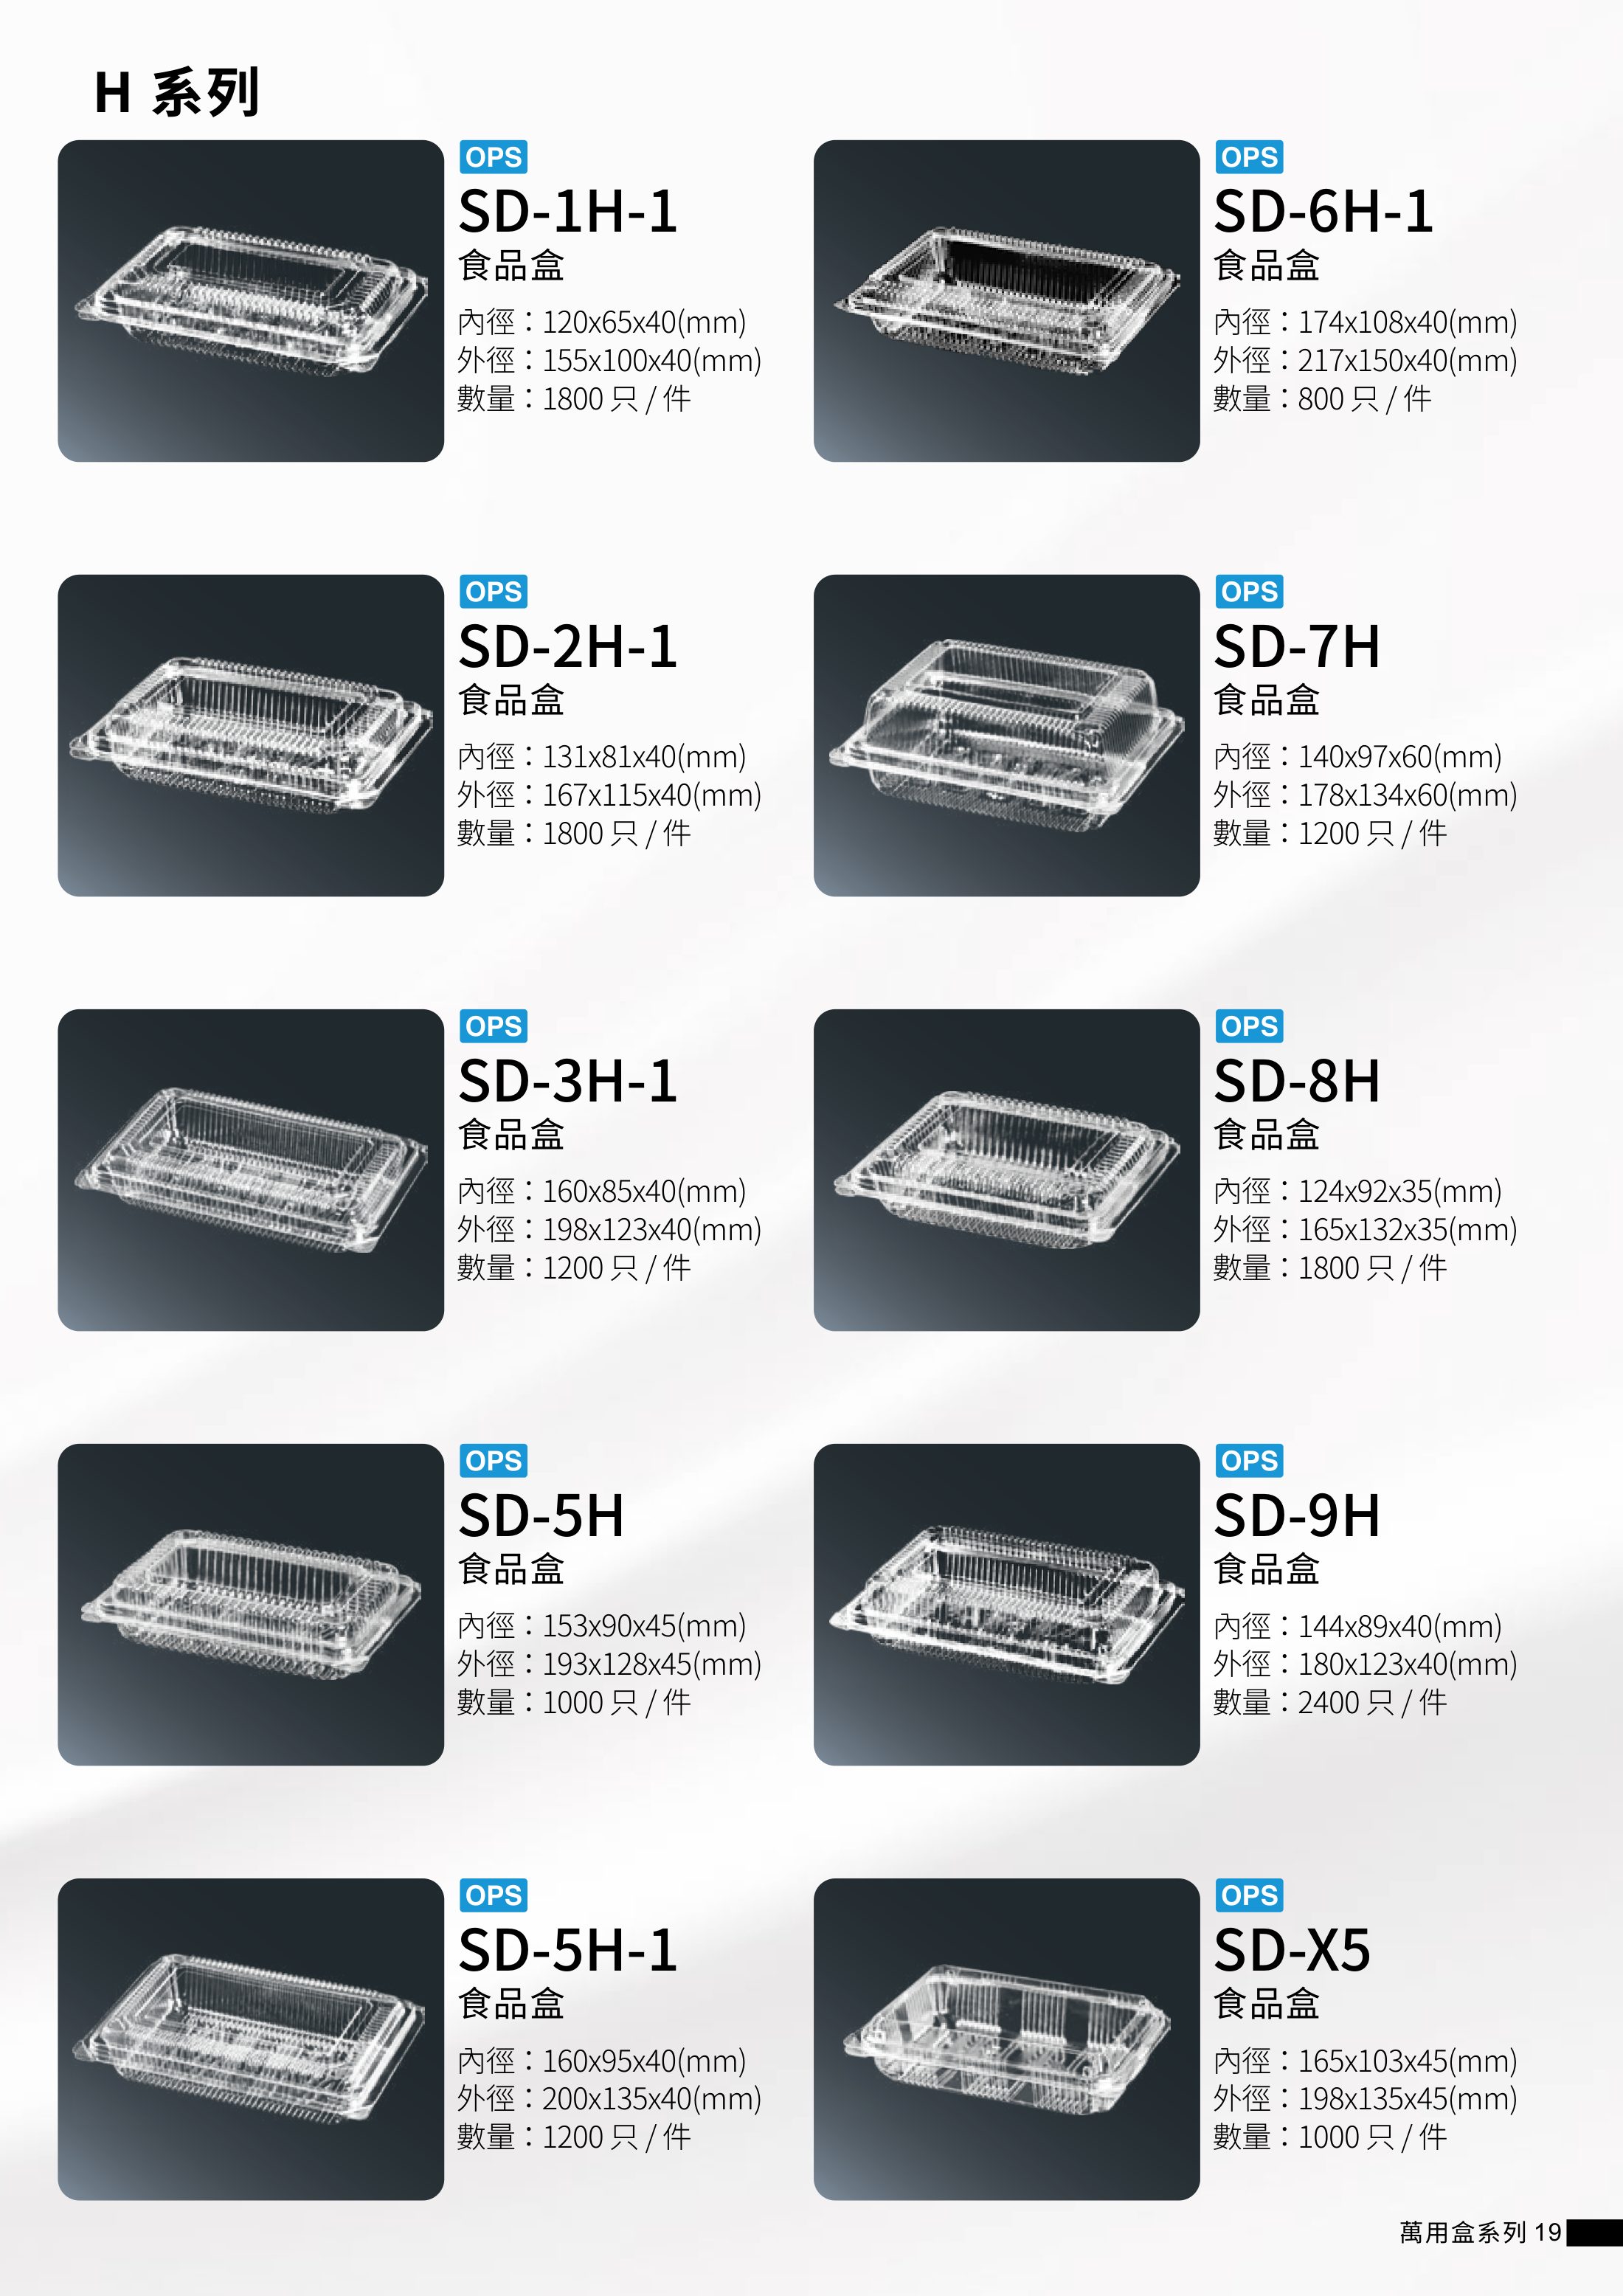 H 系列
OPS
SD-1H-1
食品盒
內徑：120x65x40(mm)
外徑：155x100x40(mm)
數量：1800 只 / 件
OPS
SD-2H-1
食品盒
內徑：131x81x40(mm)
外徑：167x115x40(mm)
數量：1800 只 / 件
OPS
SD-3H-1
食品盒
內徑：160x85x40(mm)
外徑：198x123x40(mm)
數量：1200 只 / 件
OPS
SD-5H
食品盒
內徑：153x90x45(mm)
外徑：193x128x45(mm)
數量：1000 只 / 件
OPS
SD-5H-1
食品盒
內徑：160x95x40(mm)
外徑：200x135x40(mm)
數量：1200 只 / 件
OPS
SD-6H-1
食品盒
內徑：174x108x40(mm)
外徑：217x150x40(mm)
數量：800 只 / 件
OPS
SD-7H
食品盒
內徑：140x97x60(mm)
外徑：178x134x60(mm)
數量：1200 只 / 件
OPS
SD-8H
食品盒
內徑：124x92x35(mm)
外徑：165x132x35(mm)
數量：1800 只 / 件
OPS
SD-9H
食品盒
內徑：144x89x40(mm)
外徑：180x123x40(mm)
數量：2400 只 / 件
OPS
SD-X5
食品盒
內徑：165x103x45(mm)
外徑：198x135x45(mm)
數量：1000 只 / 件
萬用盒系列 19